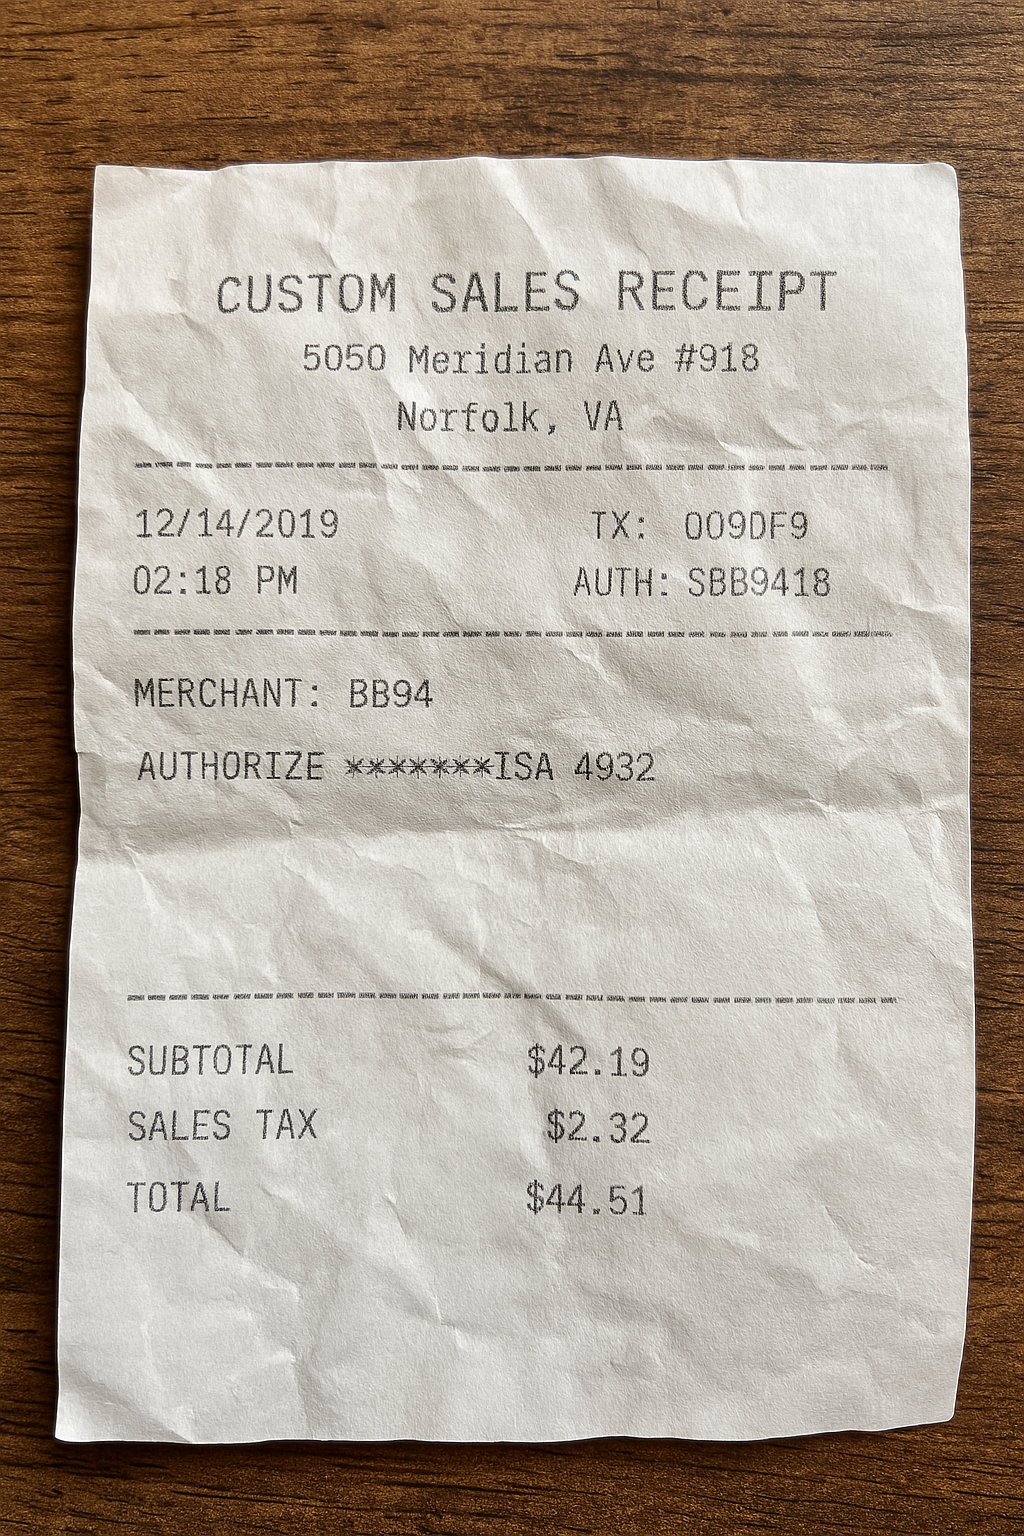 CUSTOM SALES RECEIPT
5050 Meridian Ave #918
Norfolk, VA
12/14/2019 TX: 009DF9
02:18 PM AUTH: SBB9418
MERCHANT: BB94
AUTHORIZE *******ISA 4932
SUBTOTAL $42.19
SALES TAX $2.32
TOTAL $44.51